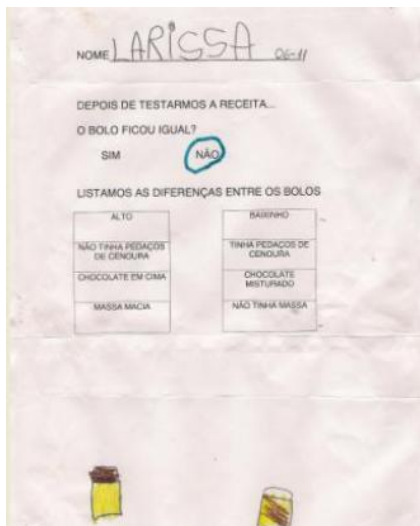 NOME LARISSA 06-11
DEPOIS DE TESTARMOS A RECEITA...
O BOLO FICOU IGUAL?
SIM NÃO
LISTAMOS AS DIFERENÇAS ENTRE OS BOLOS
ALTO BAIXINHO
NÃO TINHA PEDAÇOS TINHA PEDAÇOS DE
DE CENOURA CENOURA
CHOCOLATE EM CIMA CHOCOLATE
MISTURADO
MASSA MACIA NÃO TINHA MASSA